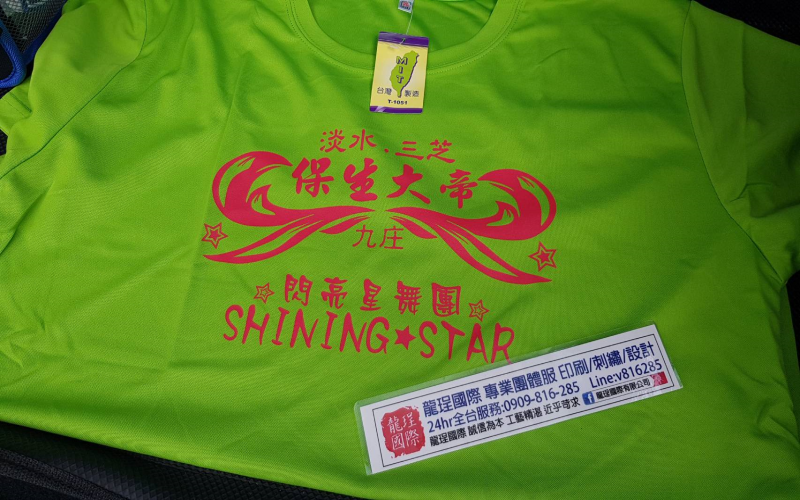 MIT
台灣 製造
T-1051
淡水.三芝
保生大帝
九庄
閃亮星舞團
SHINING★STAR
龍珵國際
龍珵國際 專業團體服 印刷/刺繡/設計
24hr全台服務:0909-816-285 Line:v816285
龍珵國際 誠信為本 工藝精湛 近乎苛求 f 龍珵國際有限公司